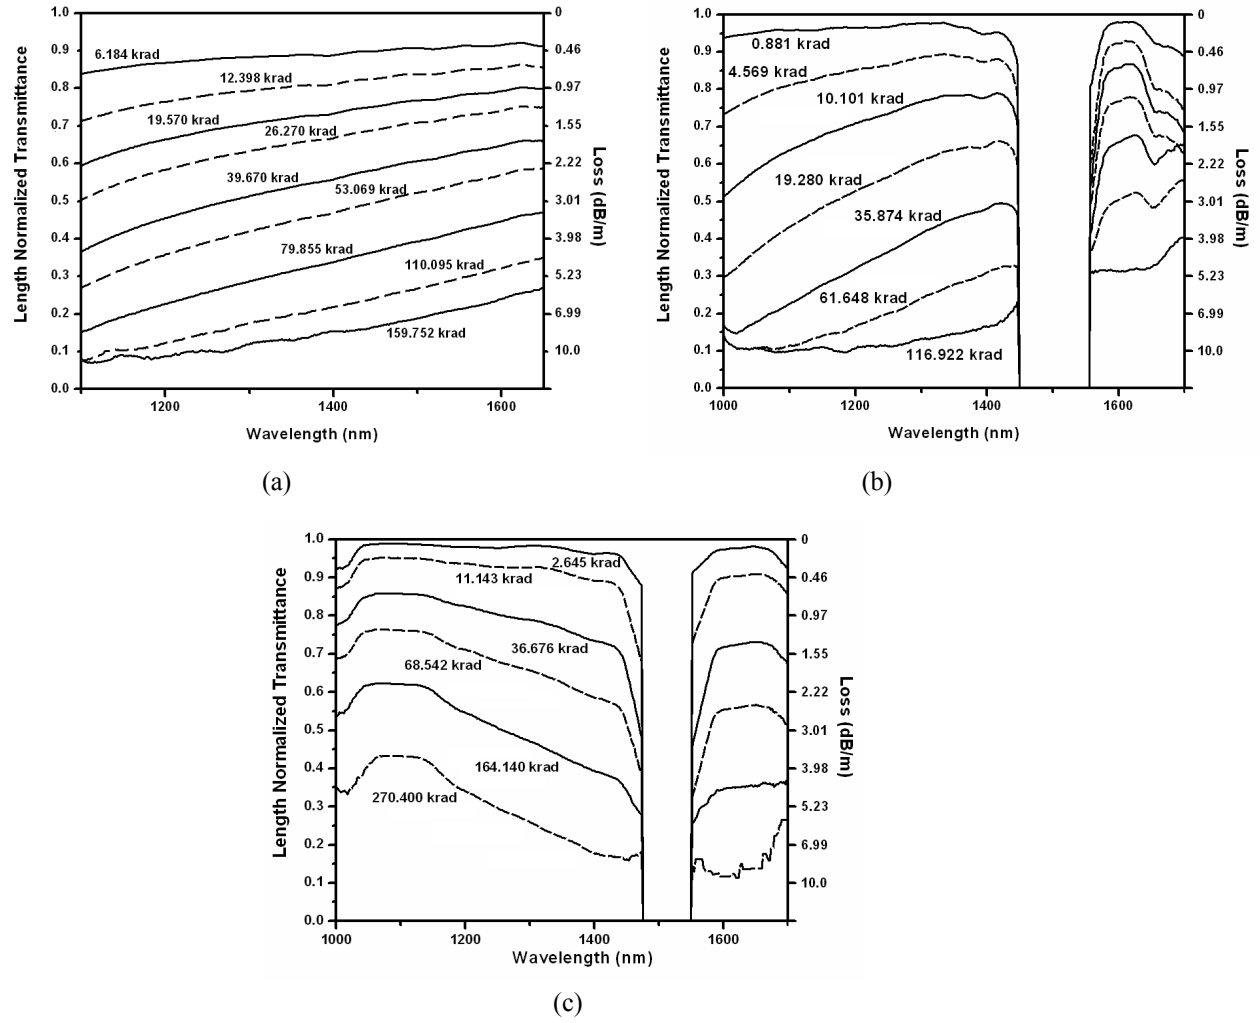 1.0
0.9
0.8
0.7
0.6
0.5
0.4
0.3
0.2
0.1
0.0
Length Normalized Transmittance
6.184 krad
12.398 krad
19.570 krad
26.270 krad
39.670 krad
53.069 krad
79.855 krad
110.095 krad
159.752 krad
0
0.46
0.97
1.55
2.22
3.01
3.98
5.23
6.99
10.0
Loss (dB/m)
1200
1400
1600
Wavelength (nm)
(a)
1.0
0.9
0.8
0.7
0.6
0.5
0.4
0.3
0.2
0.1
0.0
Length Normalized Transmittance
0.881 krad
4.569 krad
10.101 krad
19.280 krad
35.874 krad
61.648 krad
116.922 krad
0
0.46
0.97
1.55
2.22
3.01
3.98
5.23
6.99
10.0
Loss (dB/m)
1000
1200
1400
1600
Wavelength (nm)
(b)
1.0
0.9
0.8
0.7
0.6
0.5
0.4
0.3
0.2
0.1
0.0
Length Normalized Transmittance
2.645 krad
11.143 krad
36.676 krad
68.542 krad
164.140 krad
270.400 krad
0
0.46
0.97
1.55
2.22
3.01
3.98
5.23
6.99
10.0
Loss (dB/m)
1000
1200
1400
1600
Wavelength (nm)
(c)